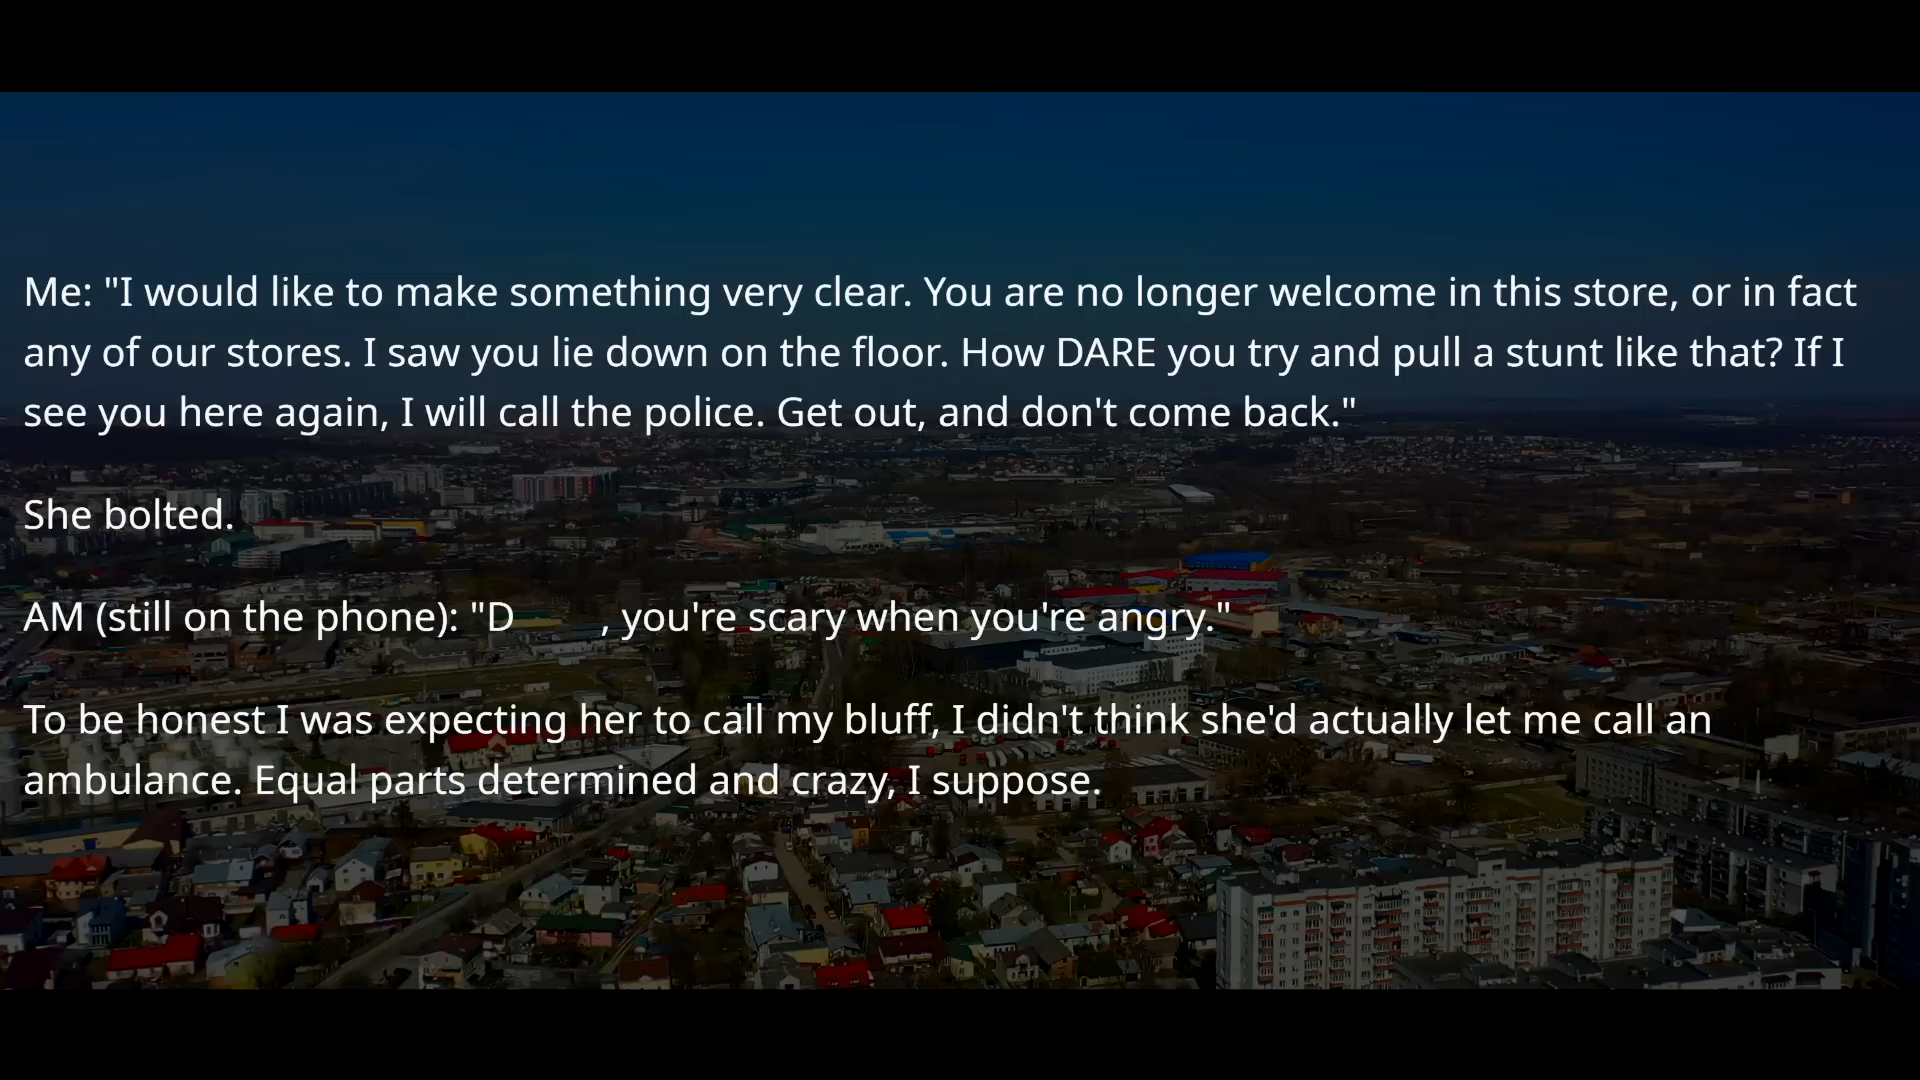 Me: "I would like to make something very clear. You are no longer welcome in this store, or in fact
any of our stores. I saw you lie down on the floor. How DARE you try and pull a stunt like that? If I
see you here again, I will call the police. Get out, and don't come back."
She bolted.
AM (still on the phone): "D , you're scary when you're angry."
To be honest I was expecting her to call my bluff, I didn't think she'd actually let me call an
ambulance. Equal parts determined and crazy, I suppose.